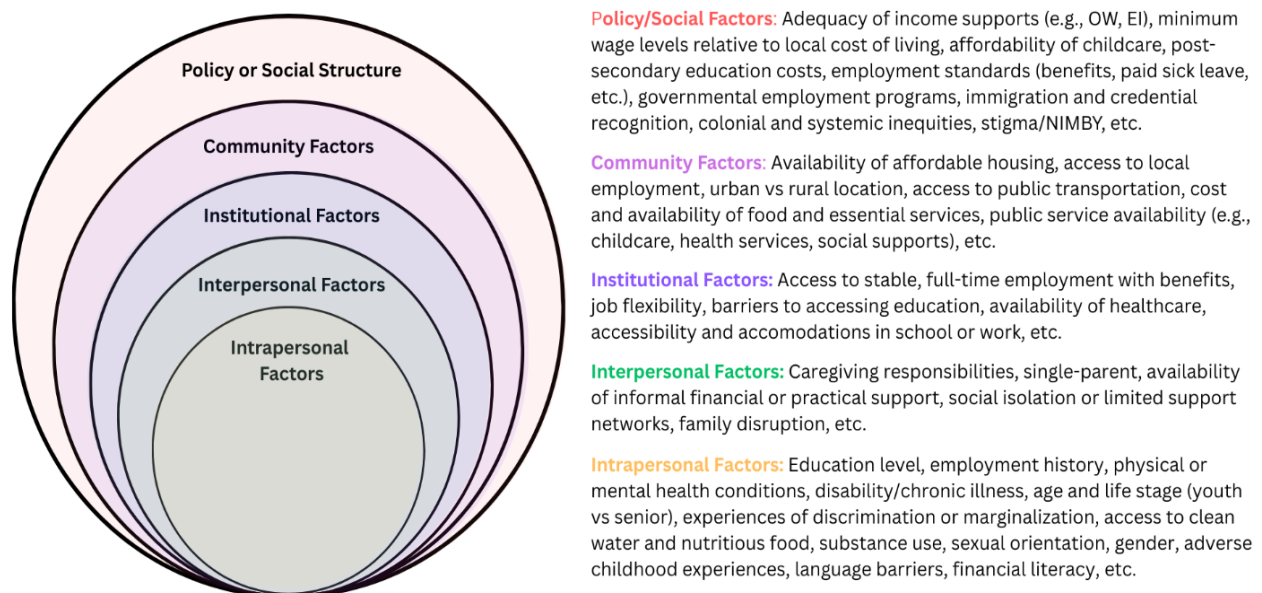 Policy or Social Structure
Community Factors
Institutional Factors
Interpersonal Factors
Intrapersonal
Factors
Policy/Social Factors: Adequacy of income supports (e.g., OW, EI), minimum
wage levels relative to local cost of living, affordability of childcare, post-
secondary education costs, employment standards (benefits, paid sick leave,
etc.), governmental employment programs, immigration and credential
recognition, colonial and systemic inequities, stigma/NIMBY, etc.
Community Factors: Availability of affordable housing, access to local
employment, urban vs rural location, access to public transportation, cost
and availability of food and essential services, public service availability (e.g.,
childcare, health services, social supports), etc.
Institutional Factors: Access to stable, full-time employment with benefits,
job flexibility, barriers to accessing education, availability of healthcare,
accessibility and accomodations in school or work, etc.
Interpersonal Factors: Caregiving responsibilities, single-parent, availability
of informal financial or practical support, social isolation or limited support
networks, family disruption, etc.
Intrapersonal Factors: Education level, employment history, physical or
mental health conditions, disability/chronic illness, age and life stage (youth
vs senior), experiences of discrimination or marginalization, access to clean
water and nutritious food, substance use, sexual orientation, gender, adverse
childhood experiences, language barriers, financial literacy, etc.